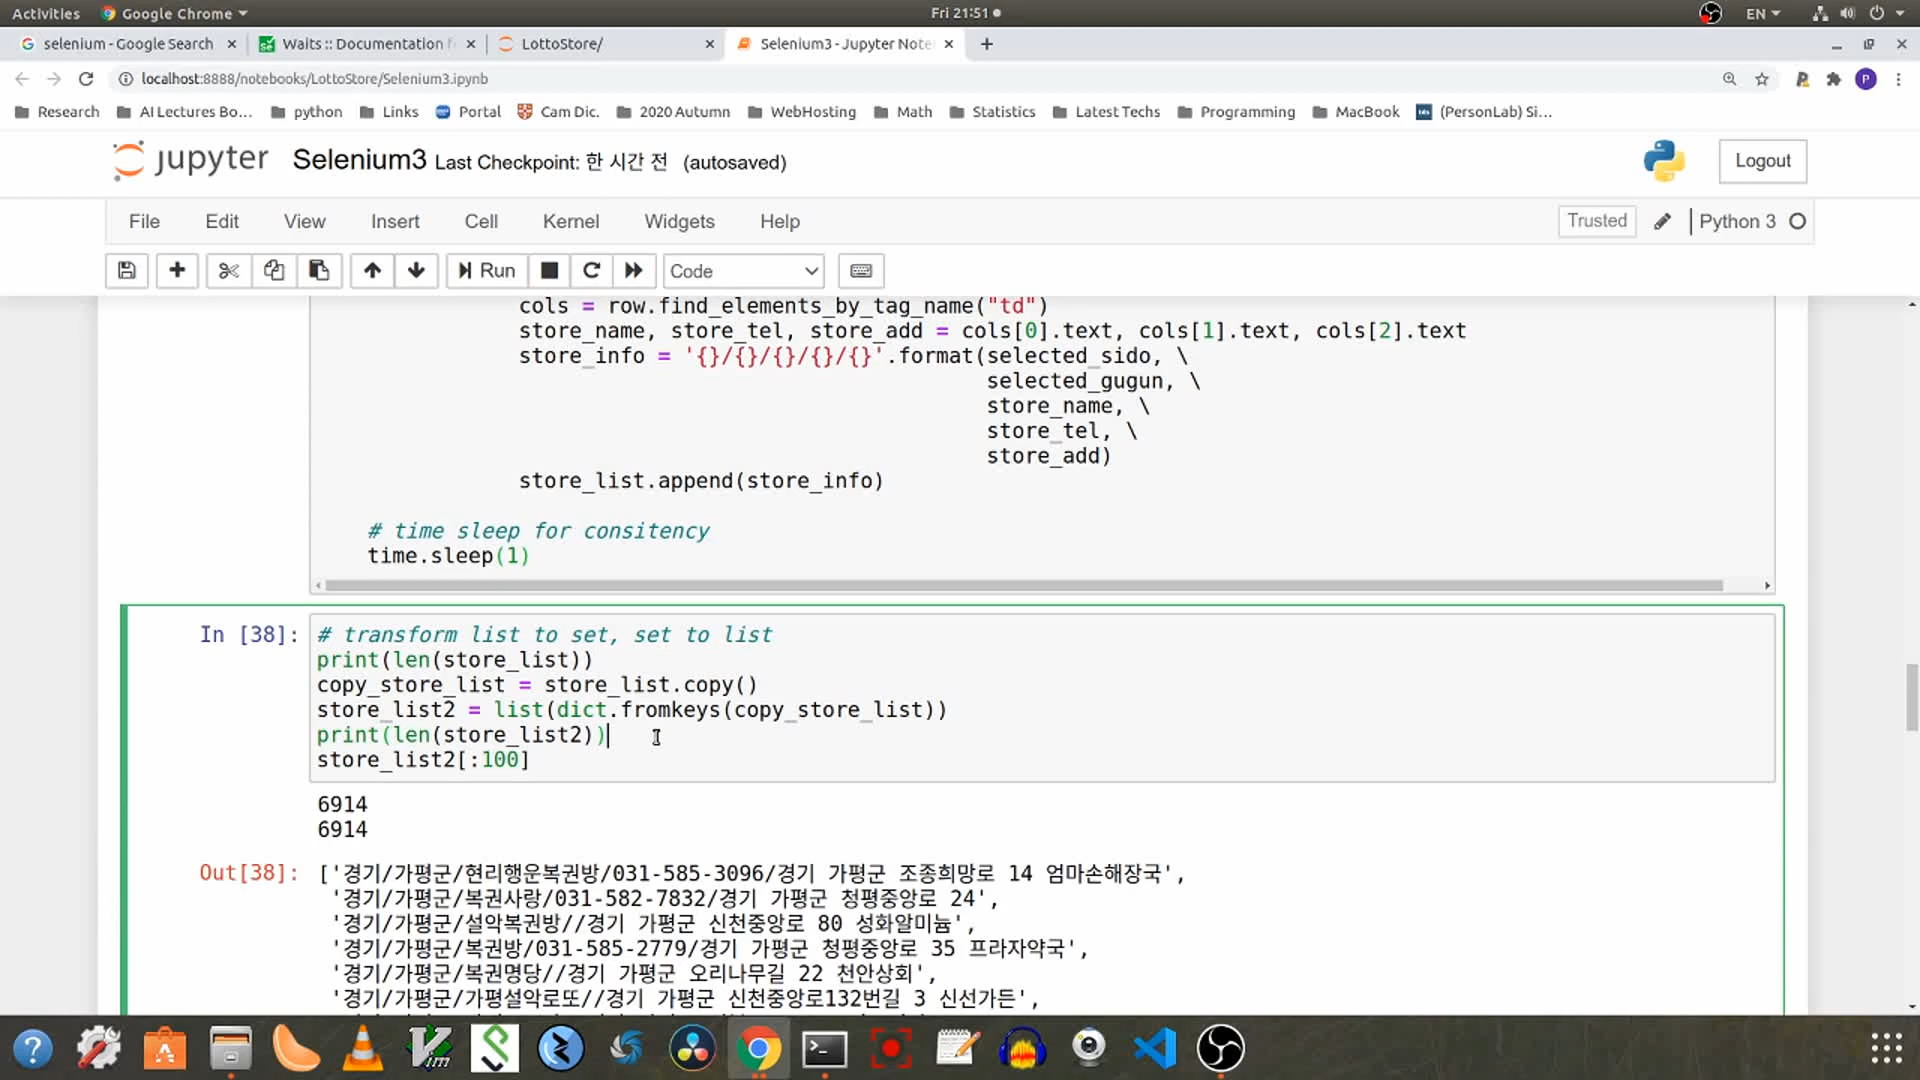 Activities Google Chrome Fri 21:51 EN
selenium - Google Search Waits :: Documentation f LottoStore/ Selenium3 - Jupyter Note
localhost:8888/notebooks/LottoStore/Selenium3.ipynb P
Research AI Lectures Bo... python Links Portal Cam Dic. 2020 Autumn WebHosting Math Statistics Latest Techs Programming MacBook (PersonLab) Si...
jupyter Selenium3 Last Checkpoint: 한 시간 전 (autosaved) Logout
File Edit View Insert Cell Kernel Widgets Help Trusted Python 3
Run Code
cols = row.find_elements_by_tag_name("td")
store_name, store_tel, store_add = cols[0].text, cols[1].text, cols[2].text
store_info = '{}/{}/{}/{}/{}'.format(selected_sido, \
selected_gugun, \
store_name, \
store_tel, \
store_add)
store_list.append(store_info)
# time sleep for consitency
time.sleep(1)
In [38]: # transform list to set, set to list
print(len(store_list))
copy_store_list = store_list.copy()
store_list2 = list(dict.fromkeys(copy_store_list))
print(len(store_list2))
store_list2[:100]
6914
6914
Out[38]: ['경기/가평군/현리행운복권방/031-585-3096/경기 가평군 조종희망로 14 엄마손해장국',
'경기/가평군/복권사랑/031-582-7832/경기 가평군 청평중앙로 24',
'경기/가평군/설악복권방//경기 가평군 신천중앙로 80 성화알미늄',
'경기/가평군/복권방/031-585-2779/경기 가평군 청평중앙로 35 프라자약국',
'경기/가평군/복권명당//경기 가평군 오리나무길 22 천안상회',
'경기/가평군/가평설악로또//경기 가평군 신천중앙로132번길 3 신선가든',